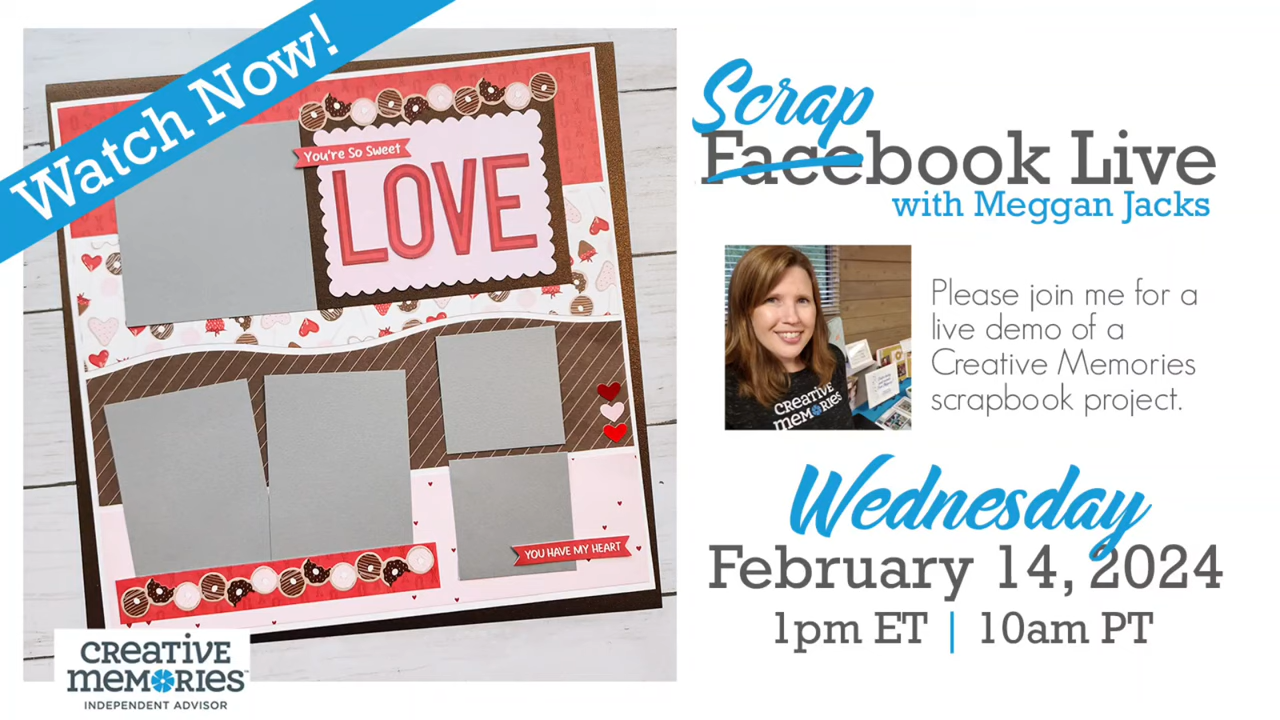 Watch Now!
You're So Sweet
LOVE
YOU HAVE MY HEART
creative
memories™
INDEPENDENT ADVISOR
Scrap
Facebook Live
with Meggan Jacks
Please join me for a
live demo of a
Creative Memories
scrapbook project.
creative
memories
Wednesday
February 14, 2024
1pm ET | 10am PT